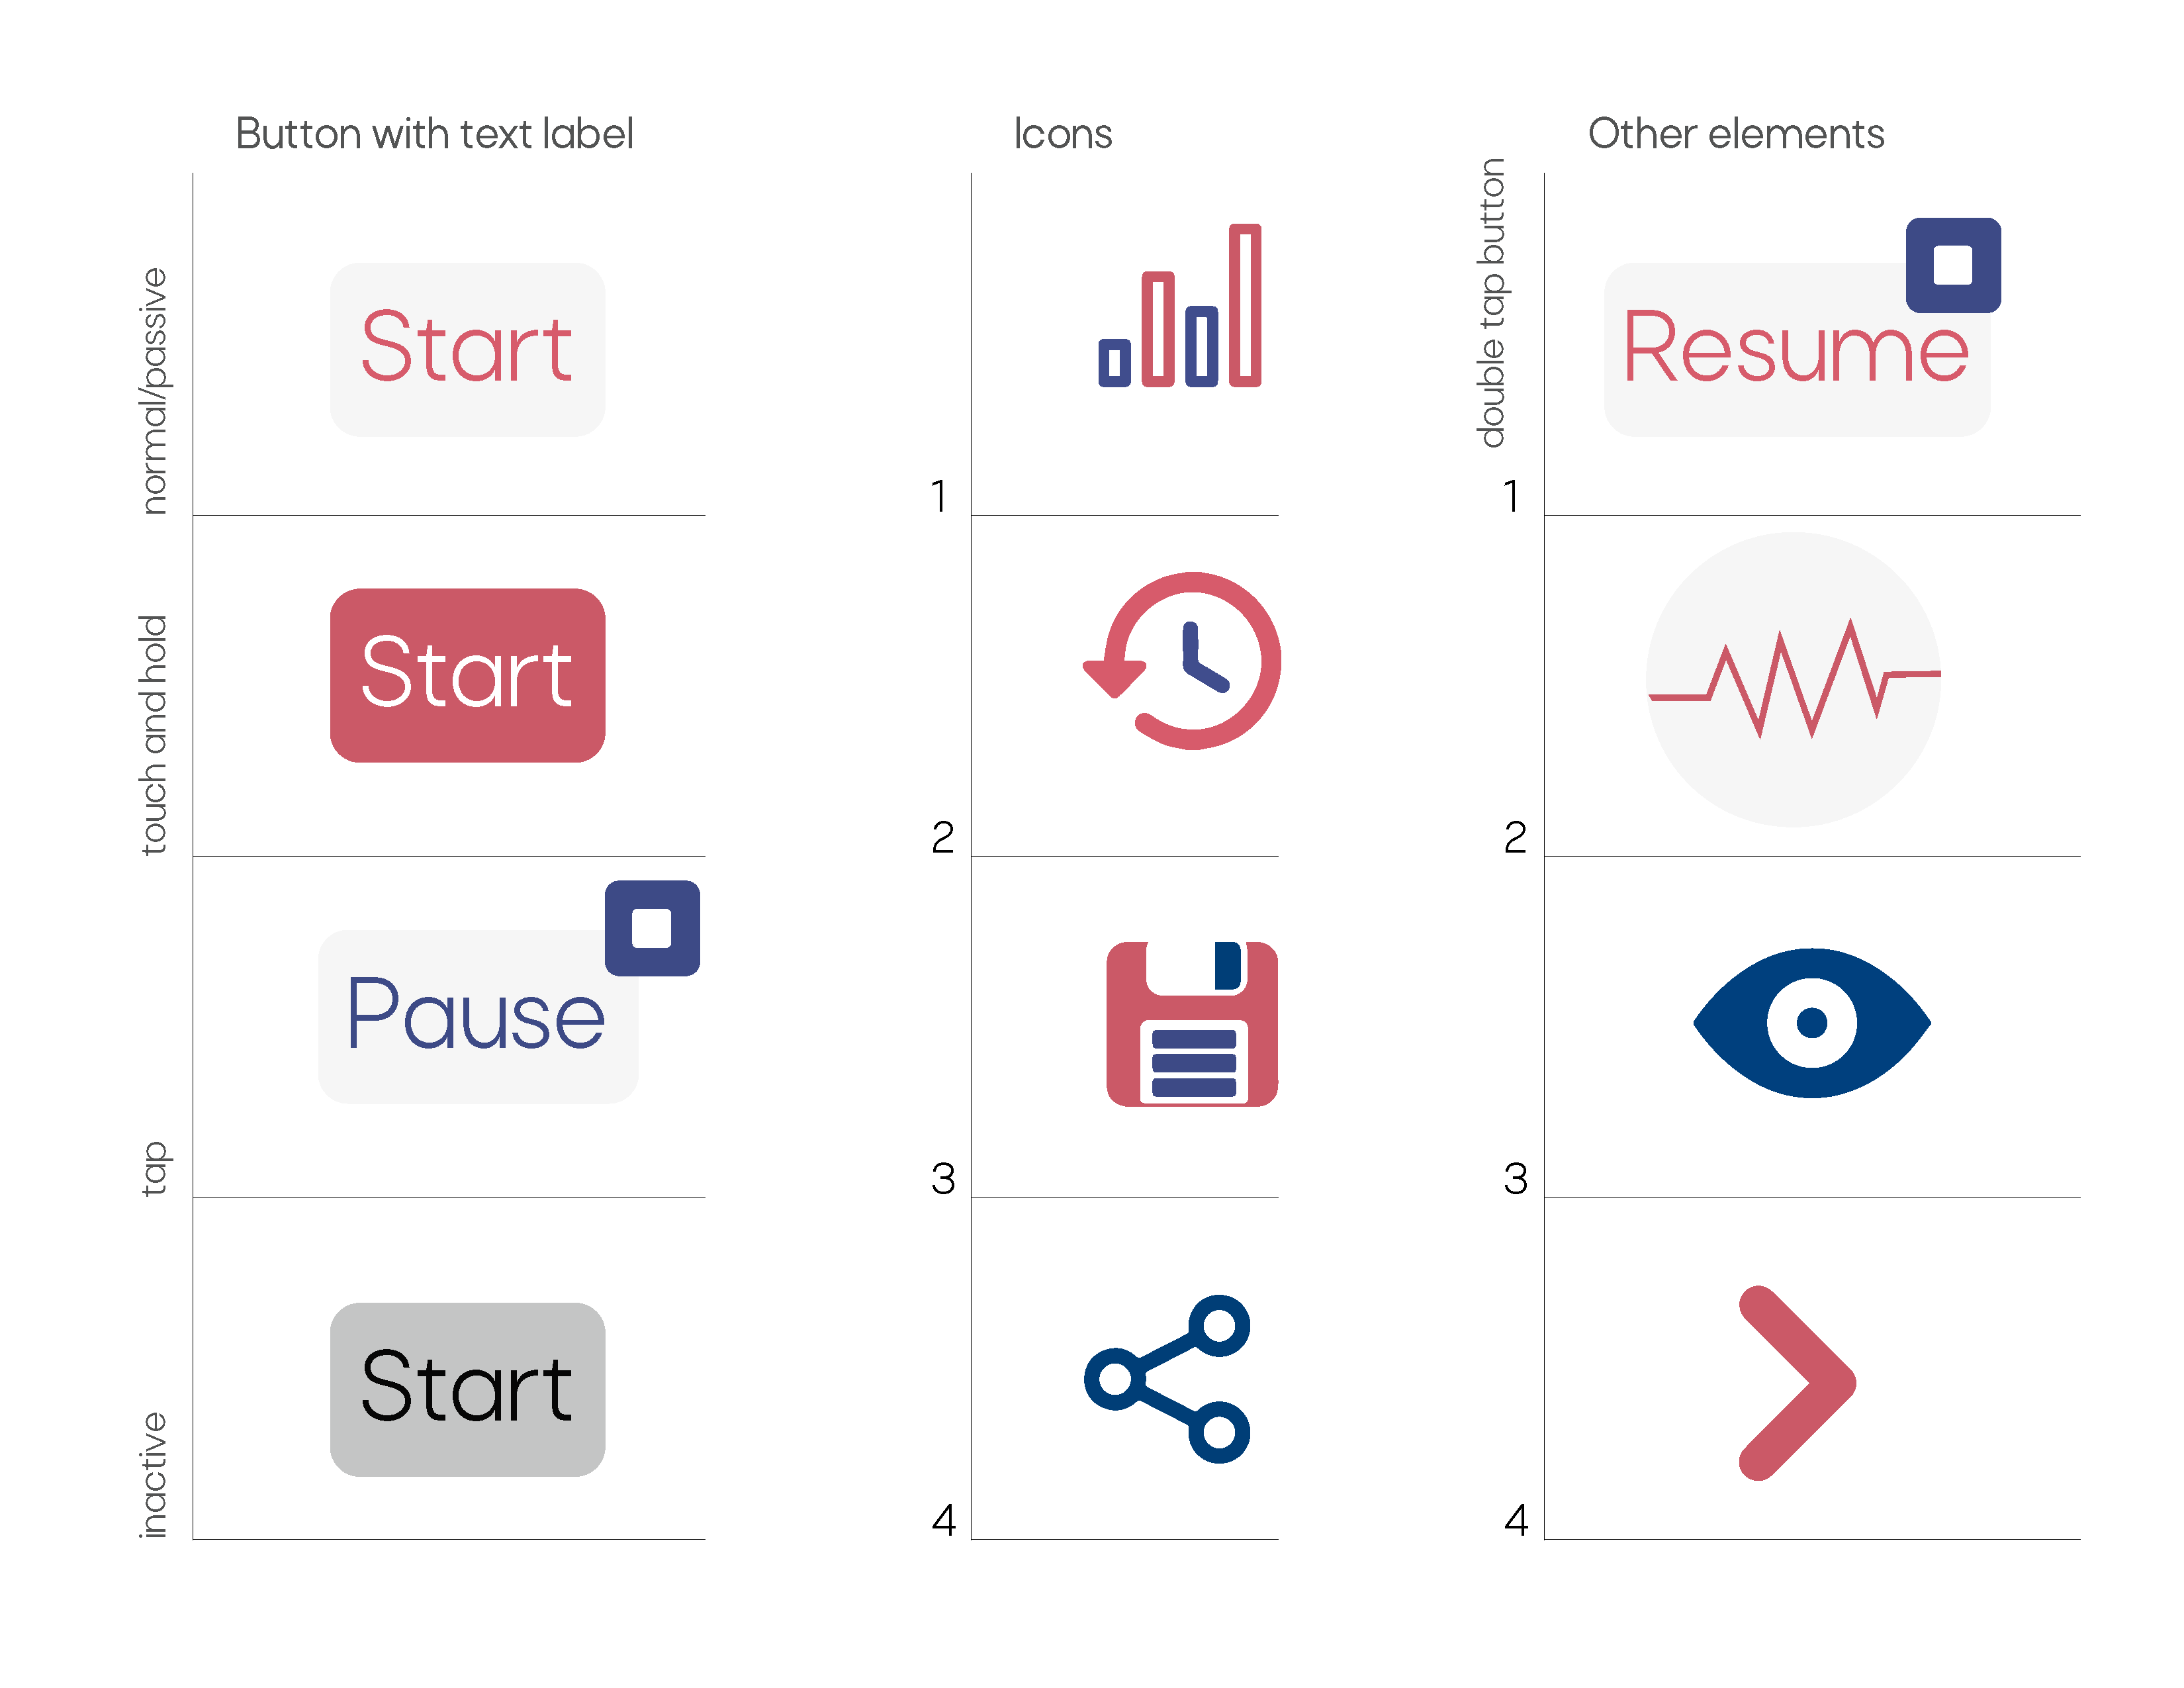 Button with text label
Icons
Other elements
normal/passive
Start
1
double tap button
Resume
1
touch and hold
Start
2
2
tap
Pause
3
3
inactive
Start
4
4